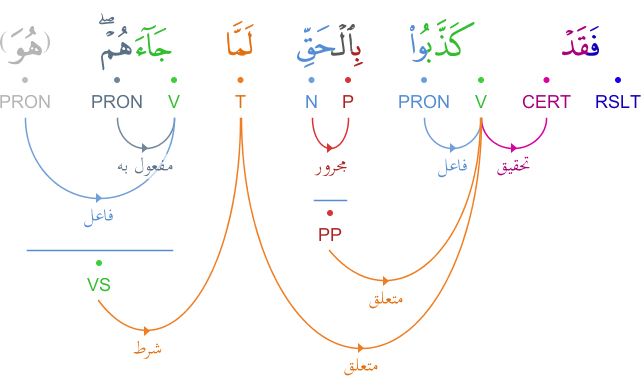 فَقَدۡ كَذَّبُواْ بِٱلۡحَقِّ لَمَّا جَآءَهُمۡۖ (هُوَ)
RSLT CERT V PRON P N T V PRON PRON
تحقيق فاعل مجرور مفعول به
فاعل
PP
VS
متعلق
شرط
متعلق